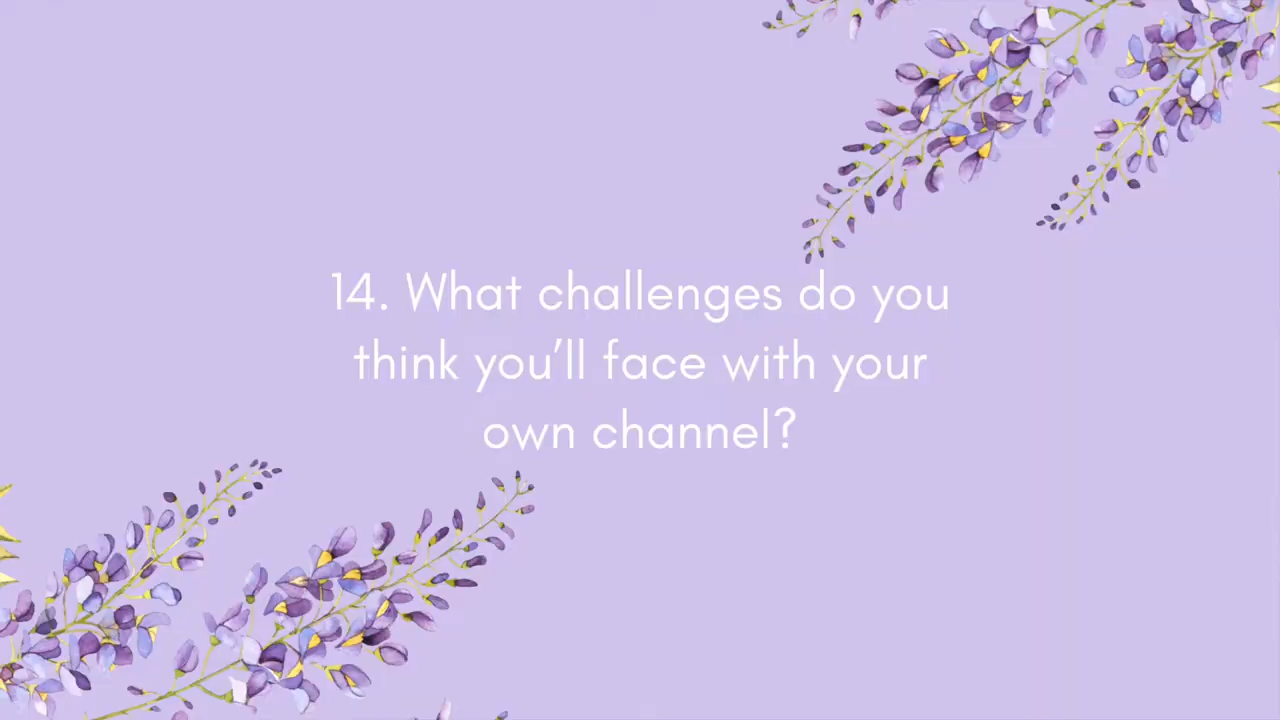 14. What challenges do you
think you’ll face with your
own channel?